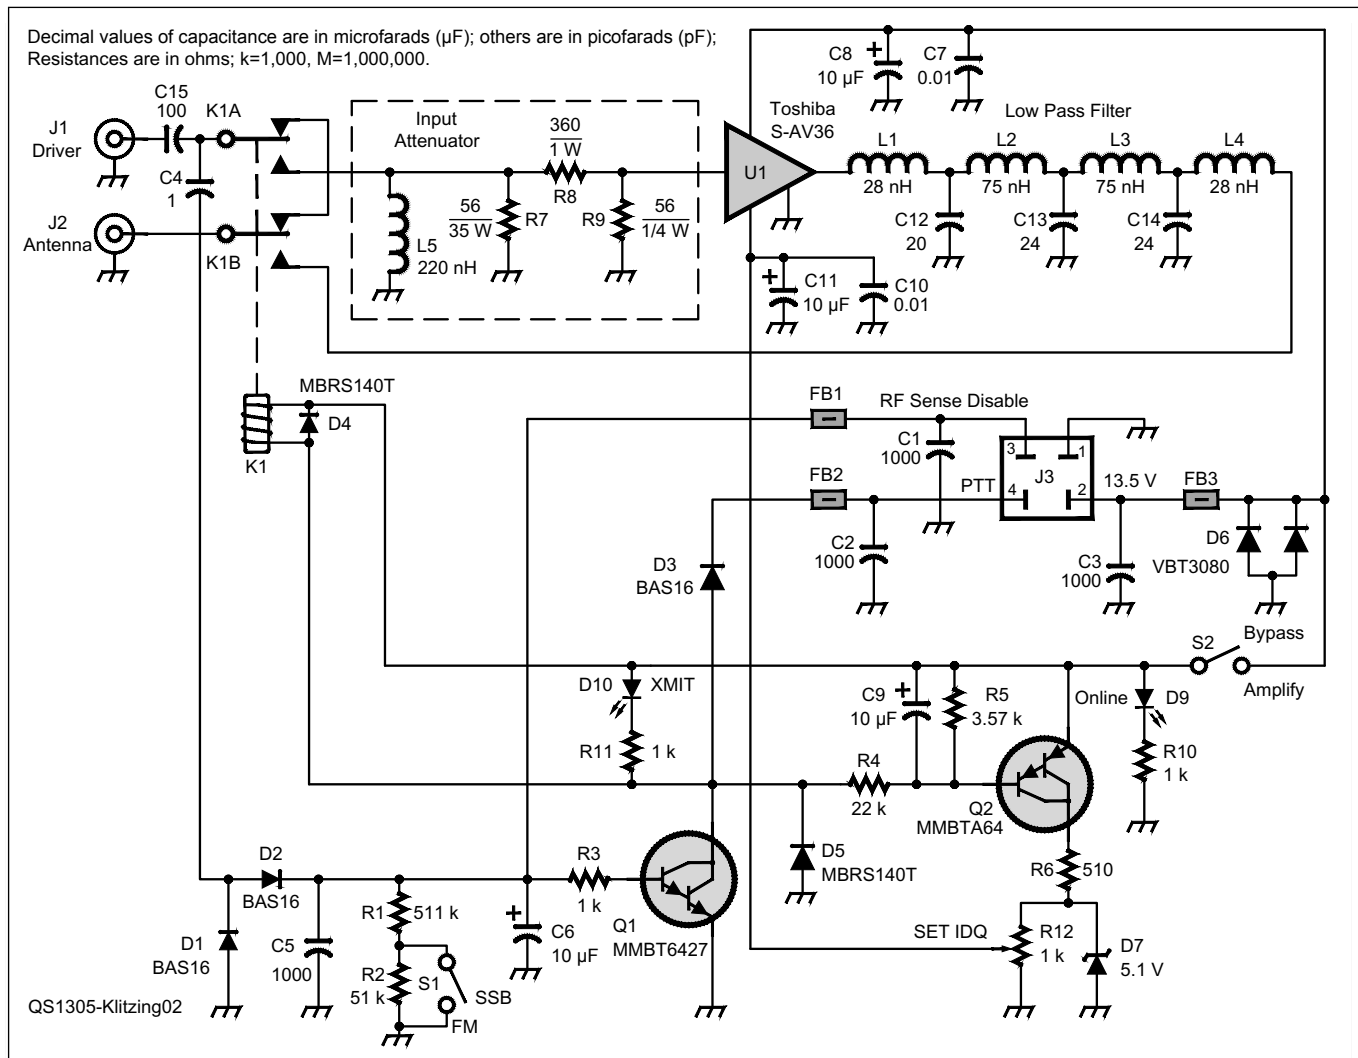 Decimal values of capacitance are in microfarads (µF); others are in picofarads (pF);
Resistances are in ohms; k=1,000, M=1,000,000.
C15
100
K1A
J1
Driver
C4
1
J2
Antenna
K1B
Input
Attenuator
360
1 W
R8
56
35 W
R7
R9
56
1/4 W
L5
220 nH
Toshiba
S-AV36
U1
C8
+
10 µF
C7
0.01
Low Pass Filter
L1
28 nH
L2
75 nH
L3
75 nH
L4
28 nH
C12
20
C13
24
C14
24
+
C11
10 µF
C10
0.01
MBRS140T
D4
K1
FB1
RF Sense Disable
C1
1000
3
1
J3
4
2
PTT
13.5 V
FB2
FB3
C2
1000
C3
1000
D6
VBT3080
D3
BAS16
S2
Bypass
Amplify
D10
XMIT
R11
1 k
C9
+
10 µF
R5
3.57 k
Online
D9
R10
1 k
R4
22 k
Q2
MMBTA64
D5
MBRS140T
R6
510
D2
BAS16
R3
1 k
Q1
MMBT6427
D1
BAS16
C5
1000
R1
511 k
R2
51 k
S1
SSB
FM
+
C6
10 µF
SET IDQ
R12
1 k
D7
5.1 V
QS1305-Klitzing02